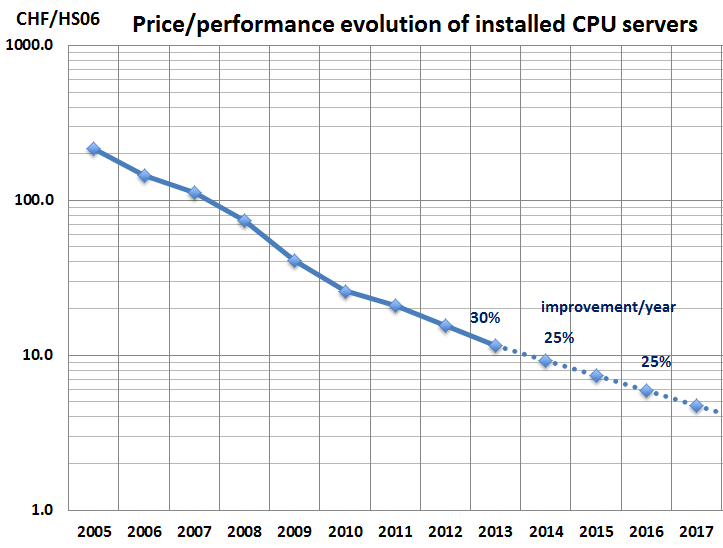 CHF/HS06
Price/performance evolution of installed CPU servers
1000.0
100.0
30%
improvement/year
25%
25%
10.0
1.0
2005 2006 2007 2008 2009 2010 2011 2012 2013 2014 2015 2016 2017